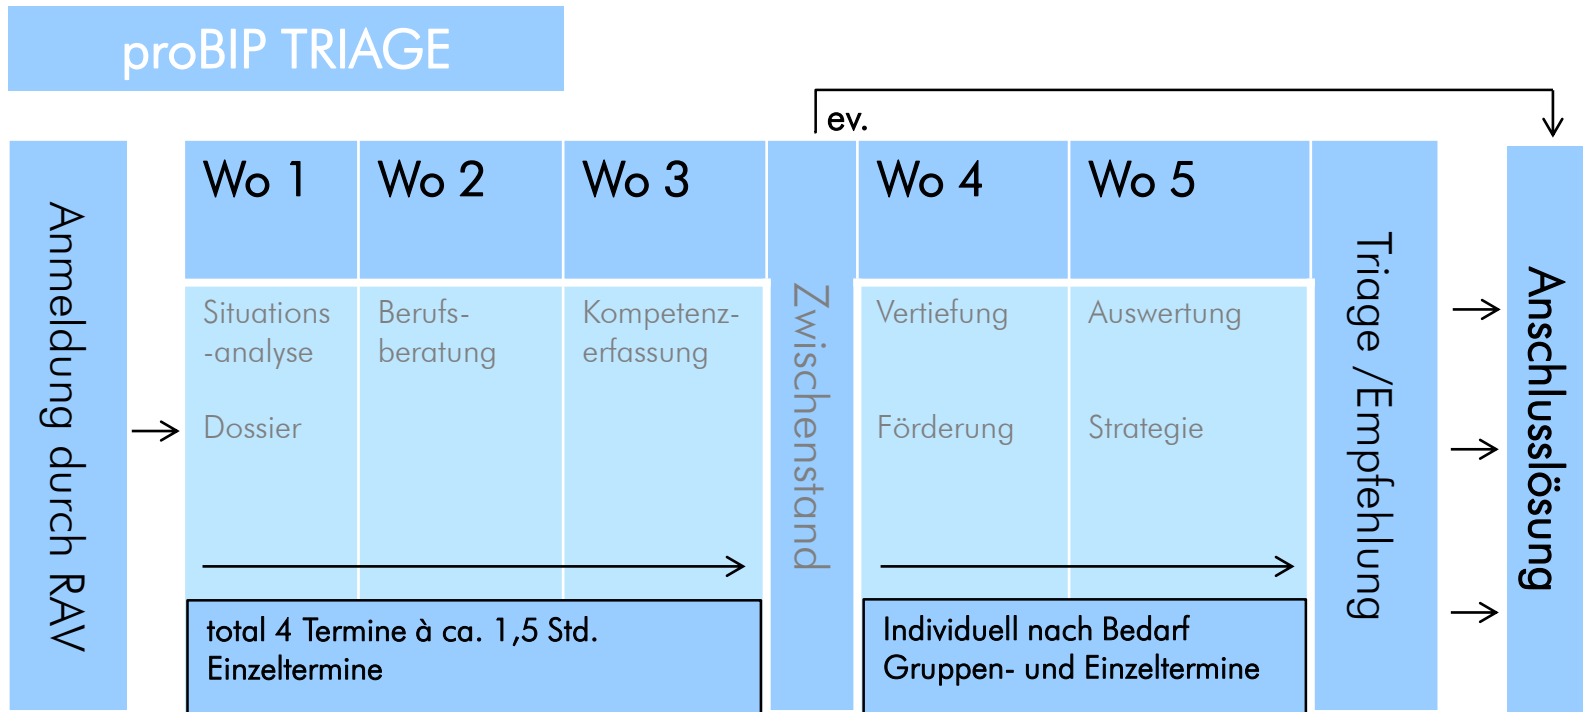 proBIP TRIAGE
ev.
Anmeldung durch RAV
Wo 1
Wo 2
Wo 3
Situations
-analyse
Dossier
Berufs-
beratung
Kompetenz-
erfassung
total 4 Termine à ca. 1,5 Std.
Einzeltermine
Zwischenstand
Wo 4
Wo 5
Vertiefung
Förderung
Auswertung
Strategie
Individuell nach Bedarf
Gruppen- und Einzeltermine
Triage /Empfehlung
Anschlusslösung